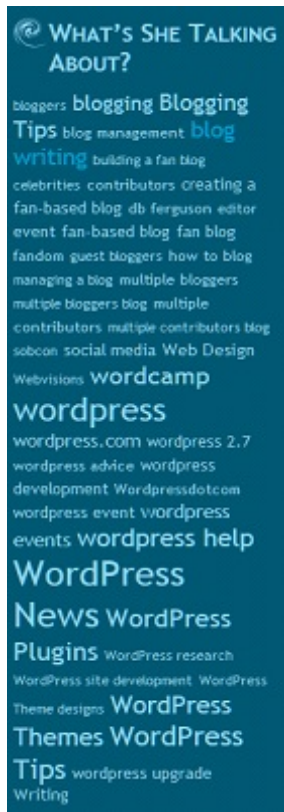 What's She Talking
About?
bloggers blogging Blogging
Tips blog management blog
writing building a fan blog
celebrities contributors creating a
fan-based blog db ferguson editor
event fan-based blog fan blog
fandom guest bloggers how to blog
managing a blog multiple bloggers
multiple bloggers blog multiple
contributors multiple contributors blog
sobcon social media Web Design
Webvisions wordcamp
wordpress
wordpress.com wordpress 2.7
wordpress advice wordpress
development Wordpressdotcom
wordpress event wordpress
events wordpress help
WordPress
News WordPress
Plugins WordPress research
WordPress site development WordPress
Theme designs WordPress
Themes WordPress
Tips wordpress upgrade
Writing